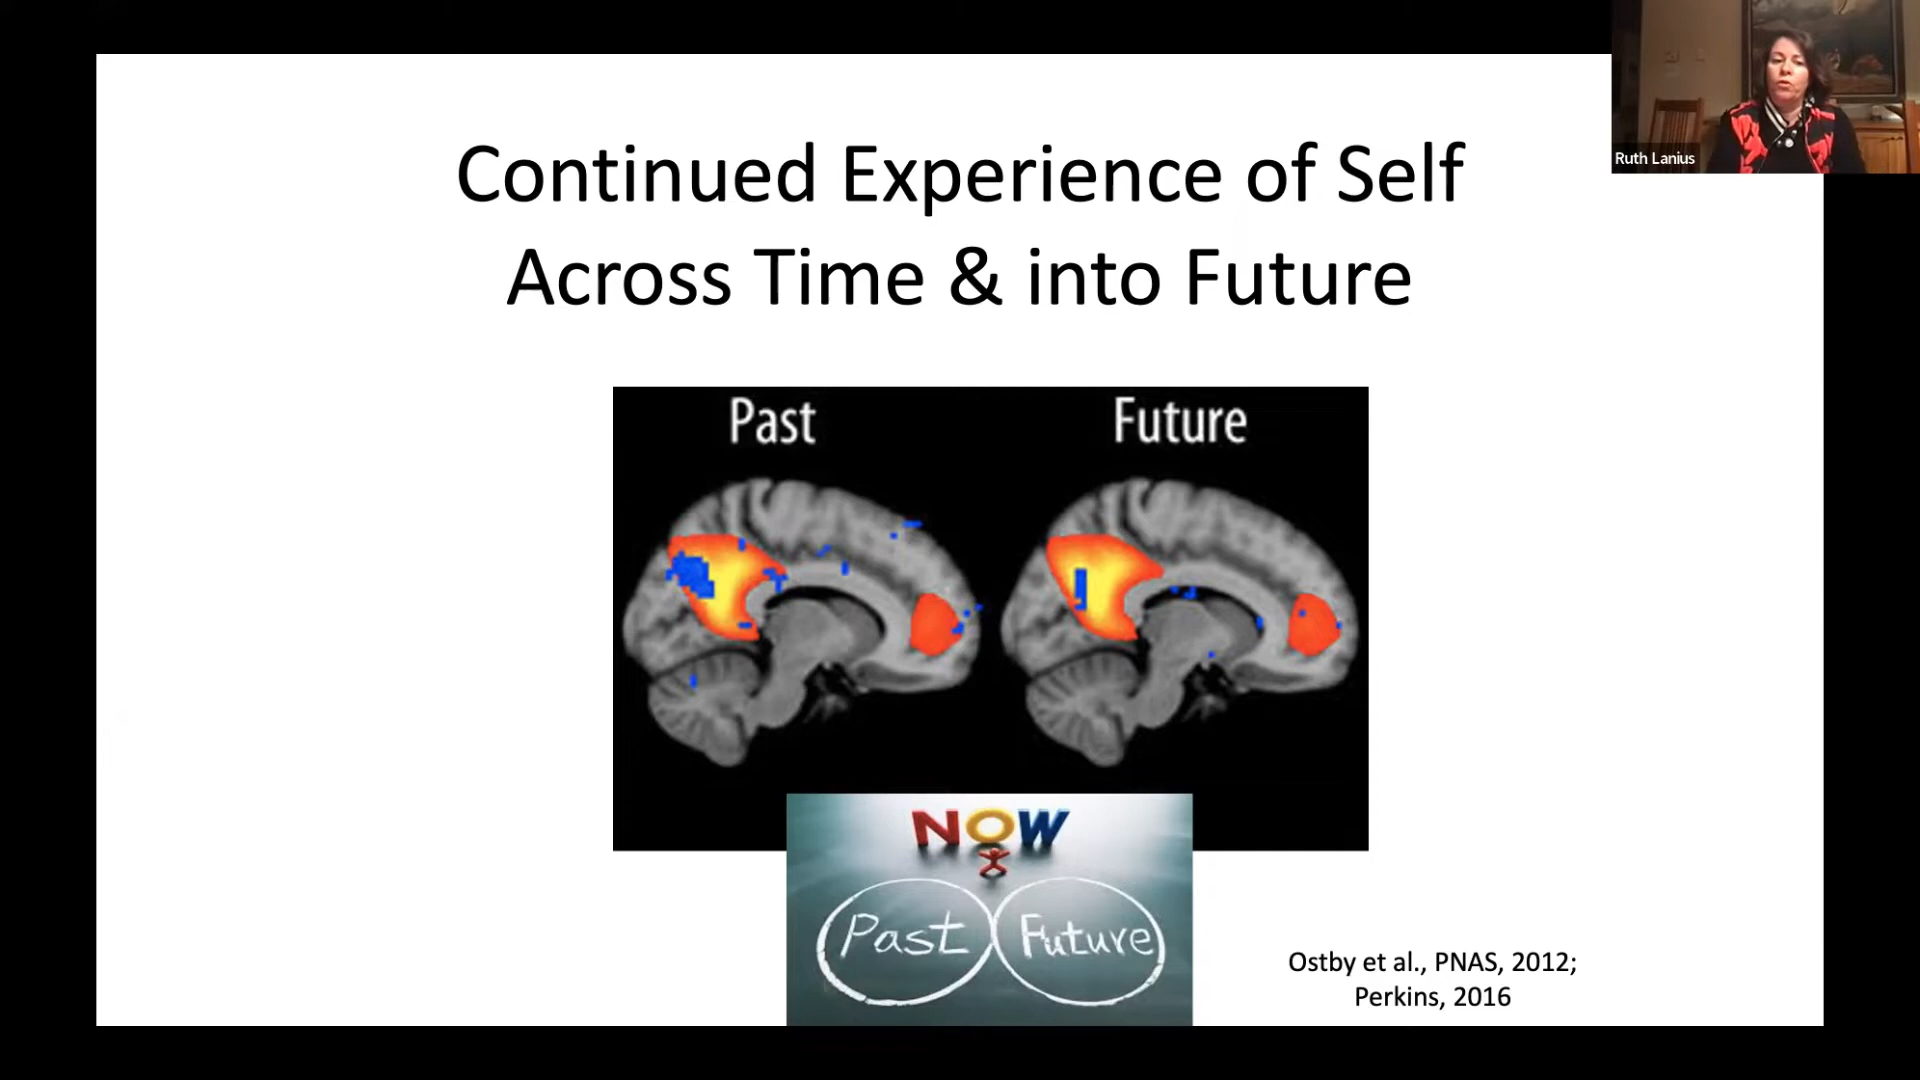 Ruth Lanius
Continued Experience of Self
Across Time & into Future
Past
Future
NOW
Past
Future
Ostby et al., PNAS, 2012;
Perkins, 2016